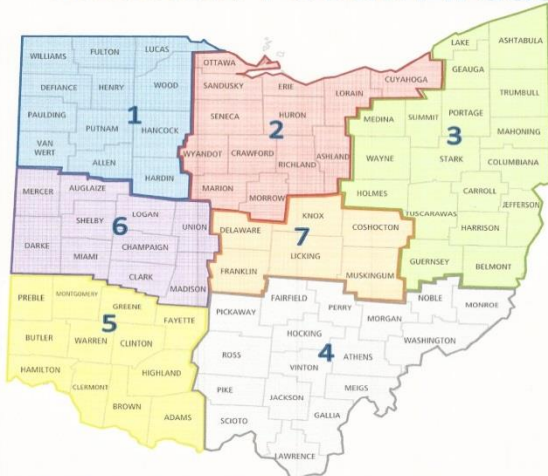 WILLIAMS
FULTON
LUCAS
DEFIANCE
HENRY
WOOD
PAULDING
1
PUTNAM
HANCOCK
VAN
WERT
ALLEN
HARDIN
OTTAWA
SANDUSKY
ERIE
LORAIN
CUYAHOGA
SENECA
HURON
2
WYANDOT
CRAWFORD
RICHLAND
ASHLAND
MARION
MORROW
LAKE
ASHTABULA
GEAUGA
TRUMBULL
MEDINA
SUMMIT
PORTAGE
3
MAHONING
WAYNE
STARK
COLUMBIANA
HOLMES
CARROLL
JEFFERSON
TUSCARAWAS
HARRISON
GUERNSEY
BELMONT
MERCER
AUGLAIZE
LOGAN
SHELBY
6
UNION
CHAMPAIGN
DARKE
MIAMI
CLARK
MADISON
KNOX
DELAWARE
7
COSHOCTON
LICKING
FRANKLIN
MUSKINGUM
PREBLE
MONTGOMERY
GREENE
5
FAYETTE
BUTLER
WARREN
CLINTON
HAMILTON
HIGHLAND
CLERMONT
BROWN
ADAMS
FAIRFIELD
PERRY
NOBLE
MONROE
PICKAWAY
MORGAN
HOCKING
WASHINGTON
4
ROSS
ATHENS
VINTON
PIKE
MEIGS
JACKSON
SCIOTO
GALLIA
LAWRENCE